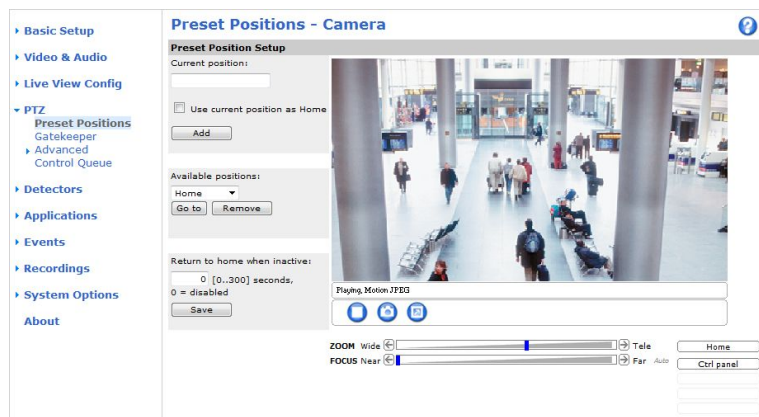 Basic Setup
Video & Audio
Live View Config
PTZ
Preset Positions
Gatekeeper
Advanced
Control Queue
Detectors
Applications
Events
Recordings
System Options
About
Preset Positions - Camera
?
Preset Position Setup
Current position:
Use current position as Home
Add
Available positions:
Home
Go to Remove
Return to home when inactive:
0 [0..300] seconds,
0 = disabled
Save
Playing, Motion JPEG
ZOOM Wide Tele
FOCUS Near Far Auto
Home
Ctrl panel